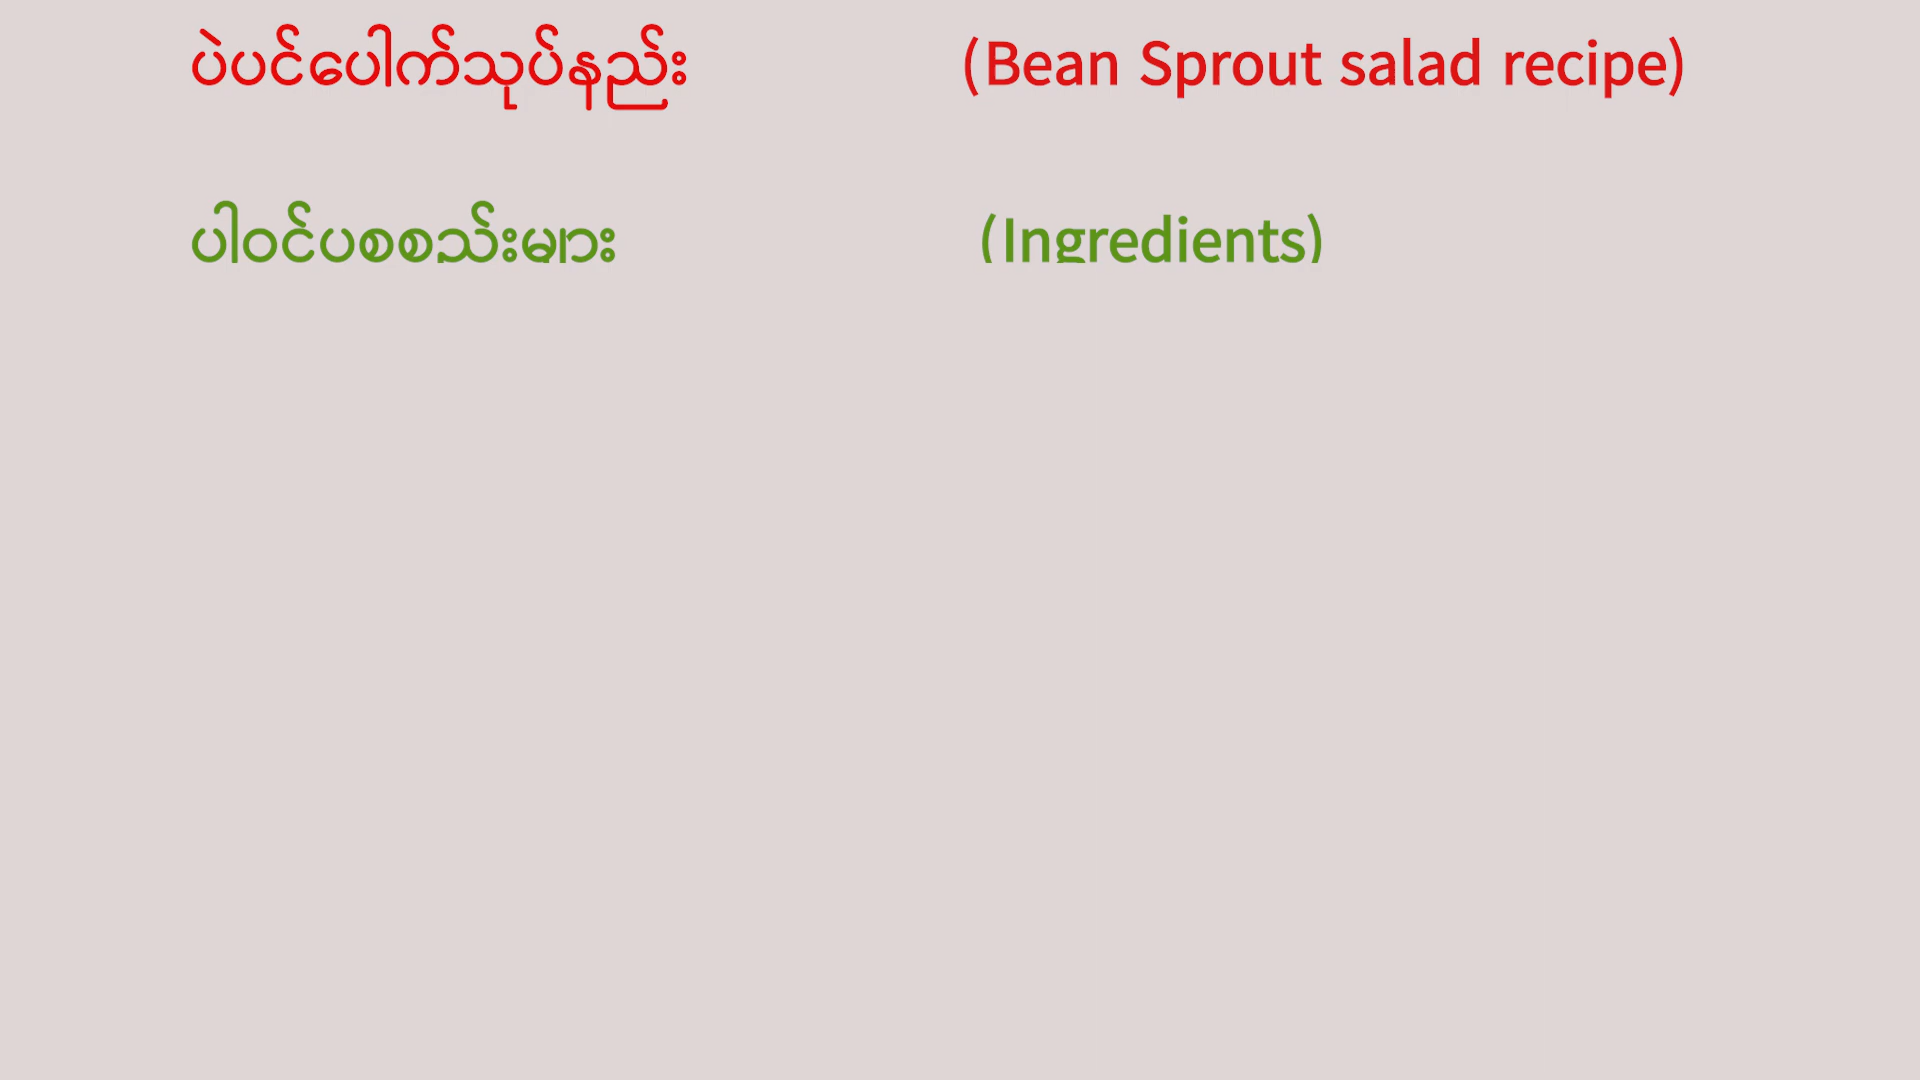 ပဲပင်ပေါက်သုပ်နည်း (Bean Sprout salad recipe)
ပါဝင်ပစစည်းများ (Ingredients)